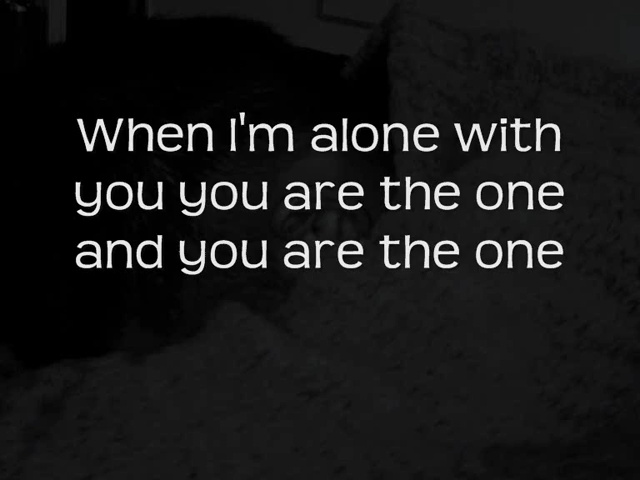 When I'm alone with
you you are the one
and you are the one